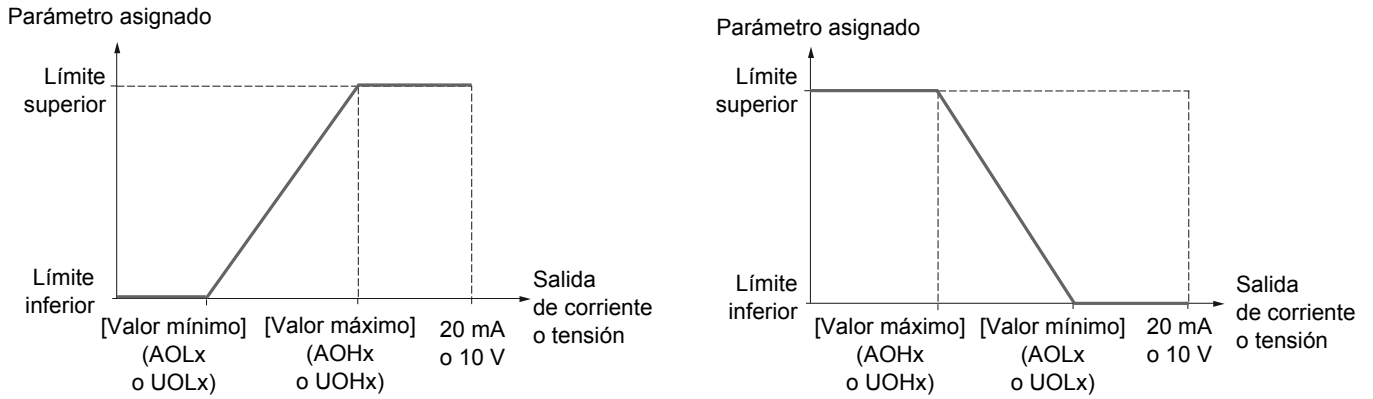 Parámetro asignado
Límite
superior
Límite
inferior
[Valor mínimo]
(AOLx
o UOLx)
[Valor máximo]
(AOHx
o UOHx)
20 mA
o 10 V
Salida
de corriente
o tensión
Parámetro asignado
Límite
superior
Límite
inferior
[Valor máximo]
(AOHx
o UOHx)
[Valor mínimo]
(AOLx
o UOLx)
20 mA
o 10 V
Salida
de corriente
o tensión